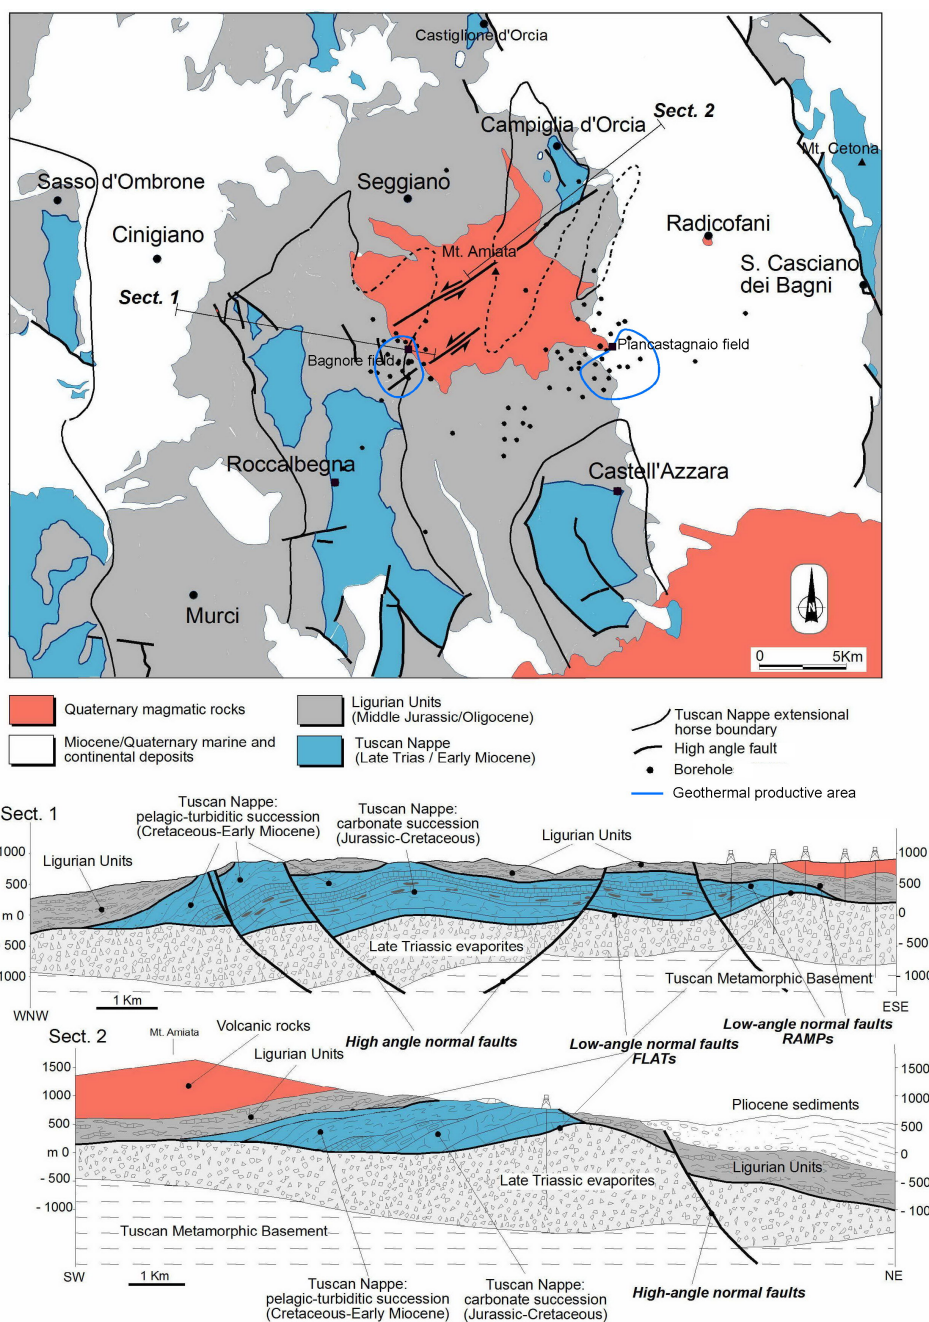 Castiglione d'Orcia
Sect. 2
Campiglia d'Orcia
Mt. Cetona
Sasso d'Ombrone
Seggiano
Radicofani
Cinigiano
Mt. Amiata
S. Casciano
dei Bagni
Sect. 1
Bagnore field
Piancastagnaio field
Roccalbegna
Castell'Azzara
Murci
N
0 5Km
Quaternary magmatic rocks
Miocene/Quaternary marine and
continental deposits
Ligurian Units
(Middle Jurassic/Oligocene)
Tuscan Nappe
(Late Trias / Early Miocene)
Tuscan Nappe extensional
horse boundary
High angle fault
Borehole
Geothermal productive area
Sect. 1
Tuscan Nappe:
pelagic-turbiditic succession
(Cretaceous-Early Miocene)
Tuscan Nappe:
carbonate succession
(Jurassic-Cretaceous)
Ligurian Units
Ligurian Units
1000
500
m 0
500
1000
1000
500
0
- 500
- 1000
Late Triassic evaporites
Tuscan Metamorphic Basement
1 Km
WNW
ESE
High angle normal faults
Low-angle normal faults
FLATs
Low-angle normal faults
RAMPs
Sect. 2
Mt. Amiata
Volcanic rocks
Ligurian Units
1500
1000
500
m 0
- 500
- 1000
1500
1000
500
0
- 500
- 100
Pliocene sediments
Ligurian Units
Late Triassic evaporites
Tuscan Metamorphic Basement
SW
1 Km
NE
Tuscan Nappe:
pelagic-turbiditic succession
(Cretaceous-Early Miocene)
Tuscan Nappe:
carbonate succession
(Jurassic-Cretaceous)
High-angle normal faults